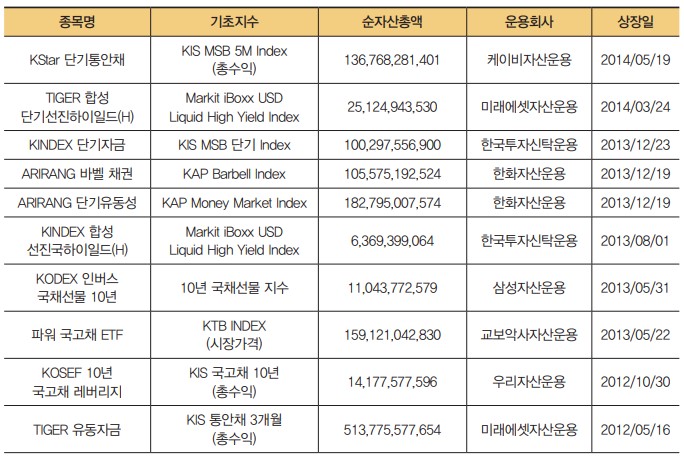 종목명 기초지수 순자산총액 운용회사 상장일
KStar 단기통안채 KIS MSB 5M Index (총수익) 136,768,281,401 케이비자산운용 2014/05/19
TIGER 합성 단기선진하이일드(H) Markit iBoxx USD Liquid High Yield Index 25,124,943,530 미래에셋자산운용 2014/03/24
KINDEX 단기자금 KIS MSB 단기 Index 100,297,556,900 한국투자신탁운용 2013/12/23
ARIRANG 바벨 채권 KAP Barbell Index 105,575,192,524 한화자산운용 2013/12/19
ARIRANG 단기유동성 KAP Money Market Index 182,795,007,574 한화자산운용 2013/12/19
KINDEX 합성 선진국하이일드(H) Markit iBoxx USD Liquid High Yield Index 6,369,399,064 한국투자신탁운용 2013/08/01
KODEX 인버스 국채선물 10년 10년 국채선물 지수 11,043,772,579 삼성자산운용 2013/05/31
파워 국고채 ETF KTB INDEX (시장가격) 159,121,042,830 교보악사자산운용 2013/05/22
KOSEF 10년 국고채 레버리지 KIS 국고채 10년 (총수익) 14,177,577,596 우리자산운용 2012/10/30
TIGER 유동자금 KIS 통안채 3개월 (총수익) 513,775,577,654 미래에셋자산운용 2012/05/16